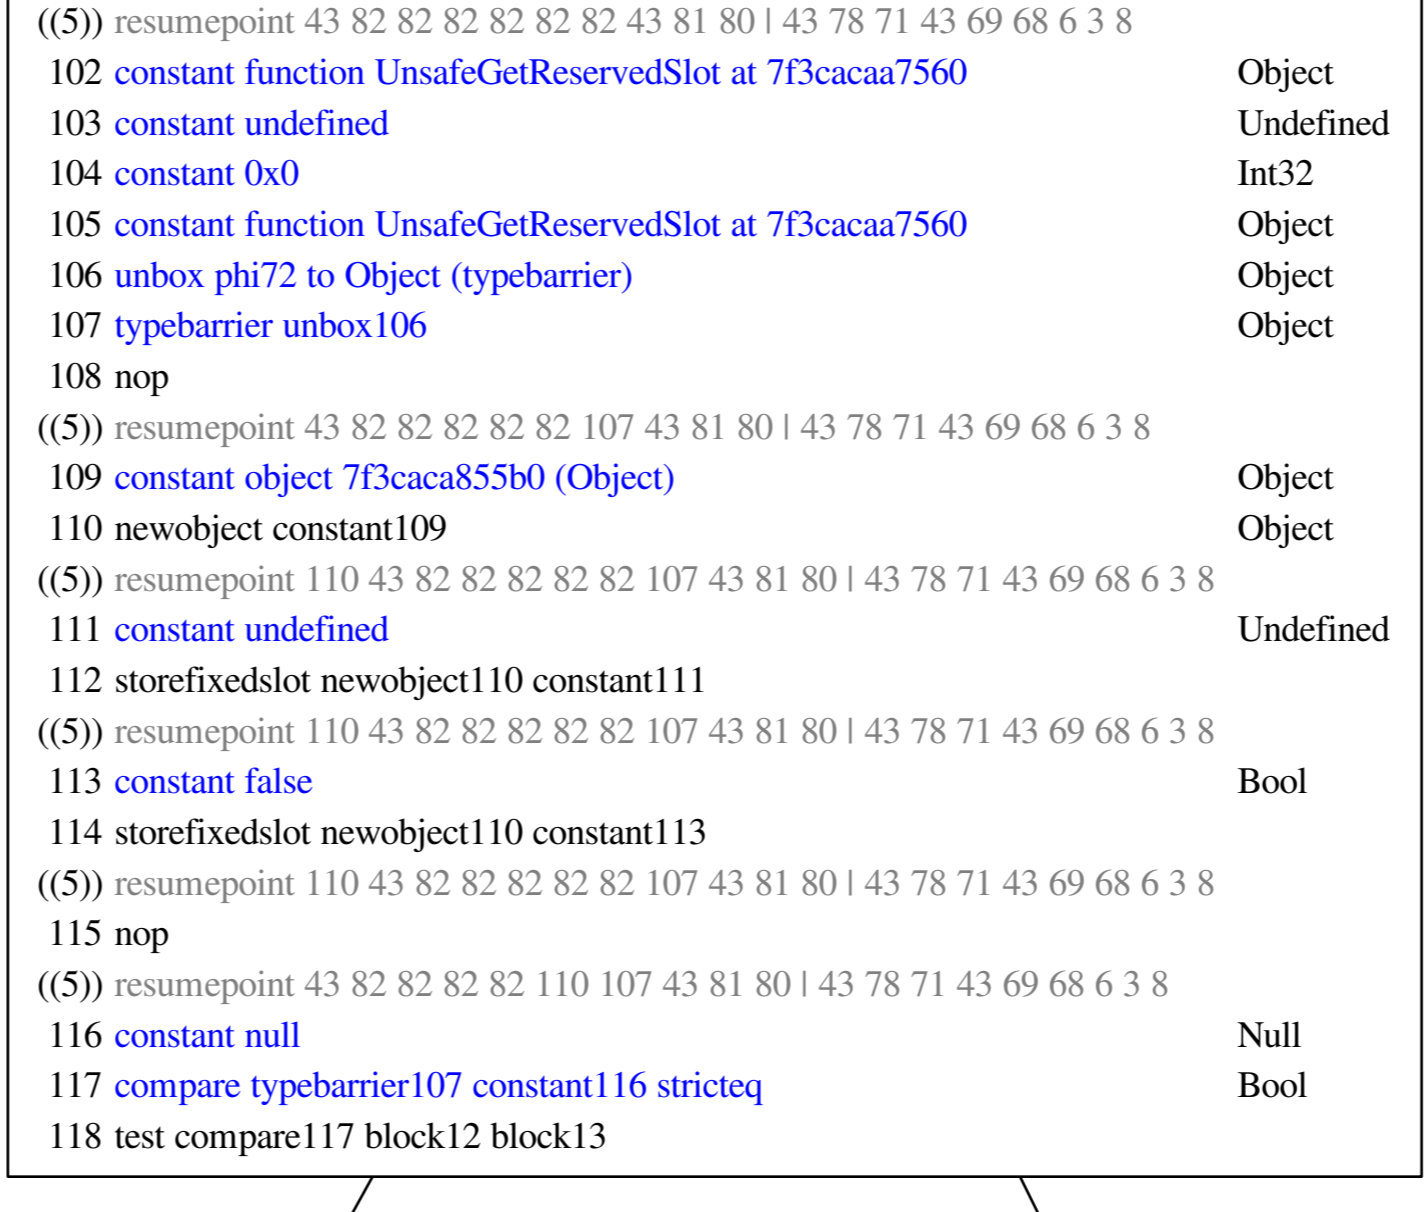 ((5)) resumepoint 43 82 82 82 82 82 82 43 81 80 | 43 78 71 43 69 68 6 3 8
102 constant function UnsafeGetReservedSlot at 7f3cacaa7560 Object
103 constant undefined Undefined
104 constant 0x0 Int32
105 constant function UnsafeGetReservedSlot at 7f3cacaa7560 Object
106 unbox phi72 to Object (typebarrier) Object
107 typebarrier unbox106 Object
108 nop
((5)) resumepoint 43 82 82 82 82 82 107 43 81 80 | 43 78 71 43 69 68 6 3 8
109 constant object 7f3caca855b0 (Object) Object
110 newobject constant109 Object
((5)) resumepoint 110 43 82 82 82 82 82 107 43 81 80 | 43 78 71 43 69 68 6 3 8
111 constant undefined Undefined
112 storefixedslot newobject110 constant111
((5)) resumepoint 110 43 82 82 82 82 82 107 43 81 80 | 43 78 71 43 69 68 6 3 8
113 constant false Bool
114 storefixedslot newobject110 constant113
((5)) resumepoint 110 43 82 82 82 82 82 107 43 81 80 | 43 78 71 43 69 68 6 3 8
115 nop
((5)) resumepoint 43 82 82 82 82 110 107 43 81 80 | 43 78 71 43 69 68 6 3 8
116 constant null Null
117 compare typebarrier107 constant116 stricteq Bool
118 test compare117 block12 block13